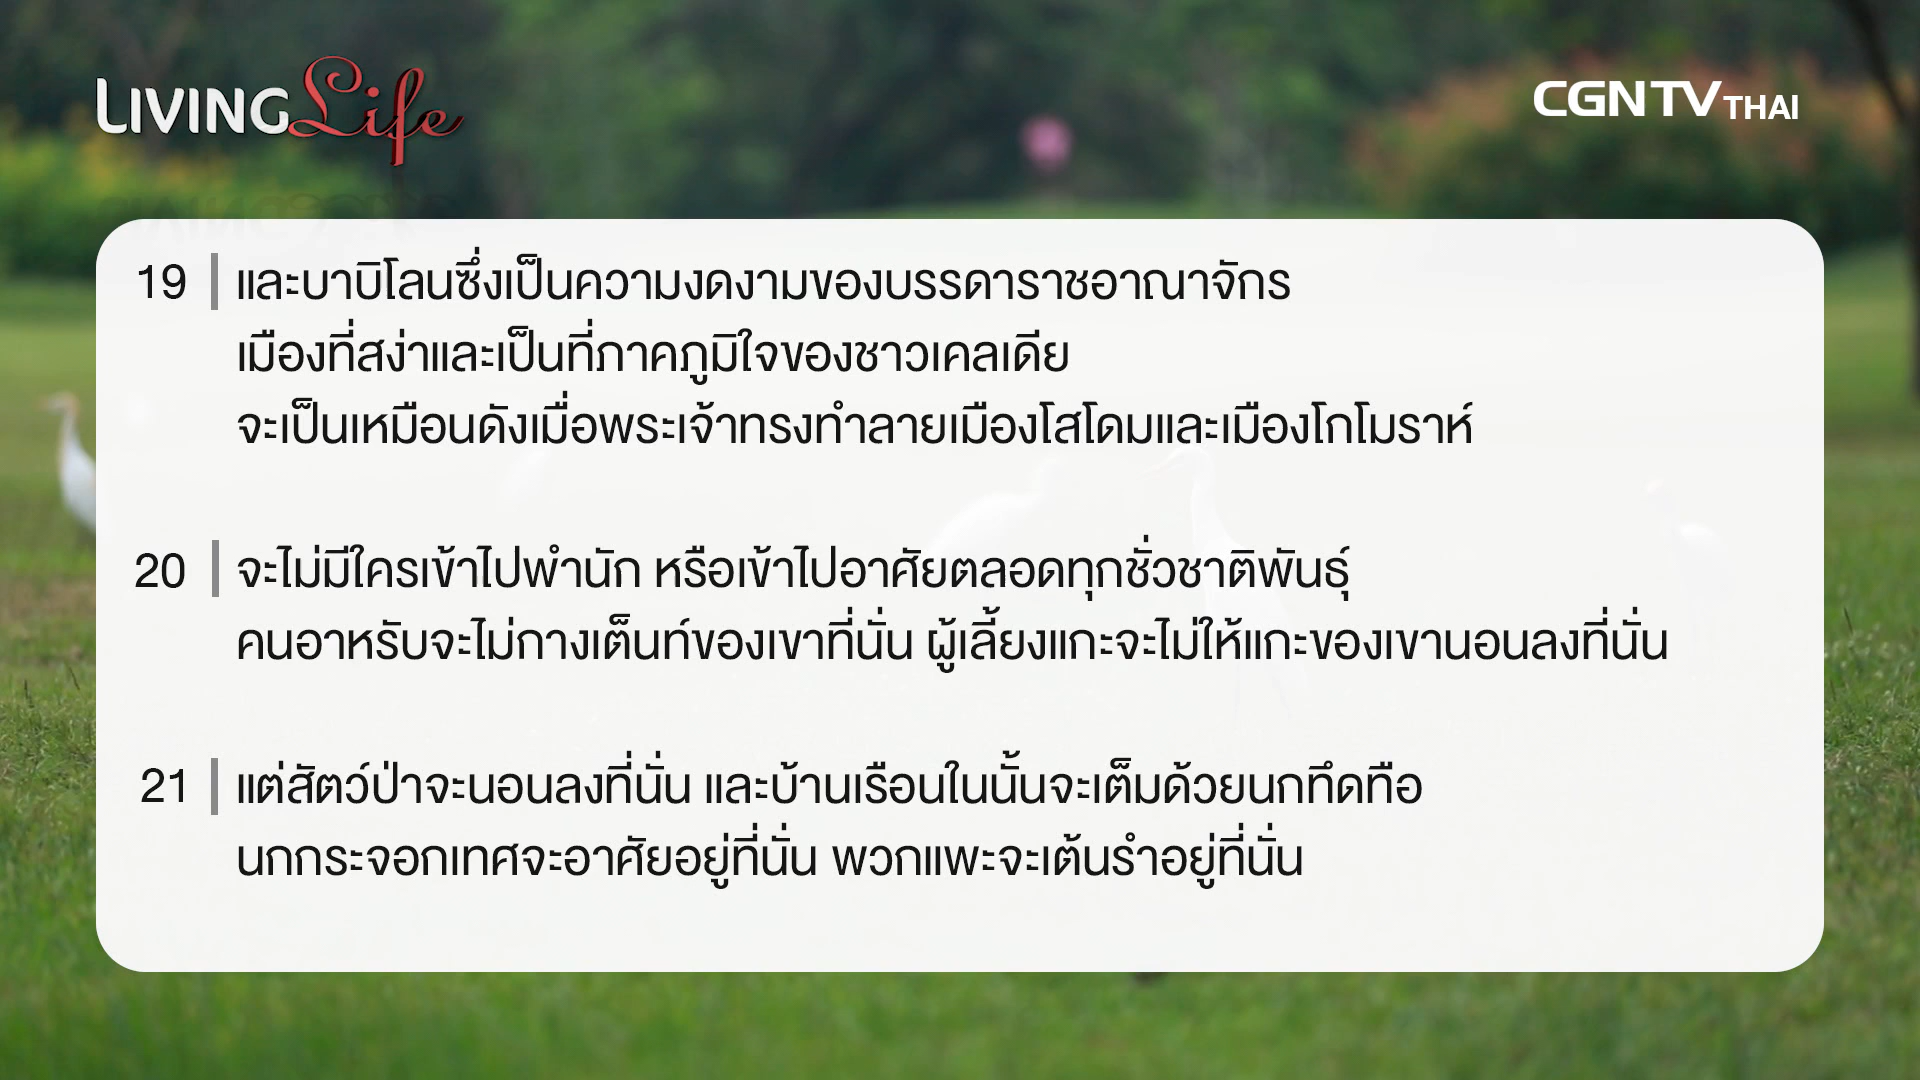 LIVING Life
CGNTV THAI
19 และบาบิโลนซึ่งเป็นความงดงามของบรรดาราชอาณาจักร
เมืองที่สง่าและเป็นที่ภาคภูมิใจของชาวเคลเดีย
จะเป็นเหมือนดังเมื่อพระเจ้าทรงทำลายเมืองโสโดมและเมืองโกโมราห์
20 จะไม่มีใครเข้าไปพำนัก หรือเข้าไปอาศัยตลอดทุกชั่วชาติพันธุ์
คนอาหรับจะไม่กางเต็นท์ของเขาที่นั่น ผู้เลี้ยงแกะจะไม่ให้แกะของเขานอนลงที่นั่น
21 แต่สัตว์ป่าจะนอนลงที่นั่น และบ้านเรือนในนั้นจะเต็มด้วยนกทึดทือ
นกกระจอกเทศจะอาศัยอยู่ที่นั่น พวกแพะจะเต้นรำอยู่ที่นั่น